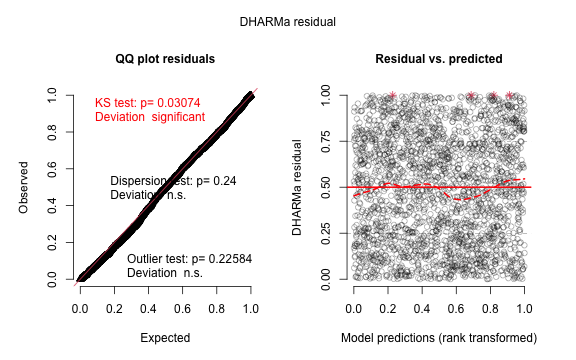 DHARMa residual
QQ plot residuals
KS test: p= 0.03074
Deviation  significant
Dispersion test: p= 0.24
Deviation n.s.
Outlier test: p= 0.22584
Deviation  n.s.
Observed
0.0 0.2 0.4 0.6 0.8 1.0
0.0 0.2 0.4 0.6 0.8 1.0
Expected
Residual vs. predicted
DHARMa residual
0.00 0.25 0.50 0.75 1.00
0.0 0.2 0.4 0.6 0.8 1.0
Model predictions (rank transformed)